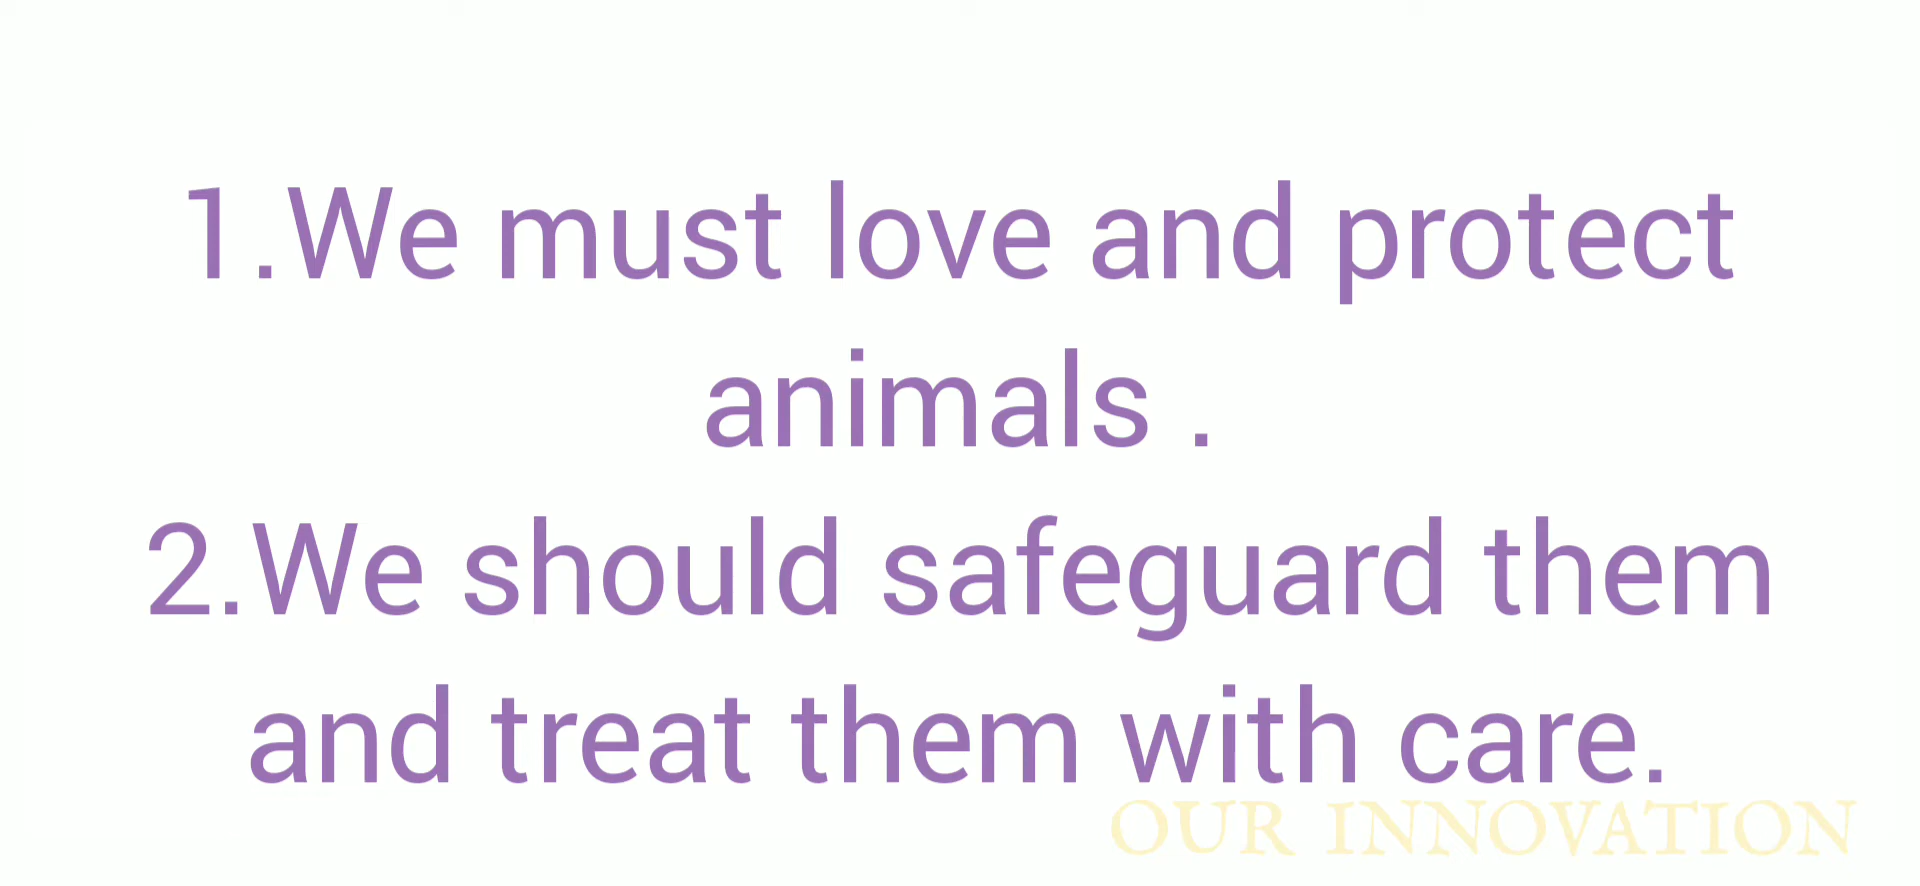 1.We must love and protect
animals .
2.We should safeguard them
and treat them with care.
OUR INNOVATION